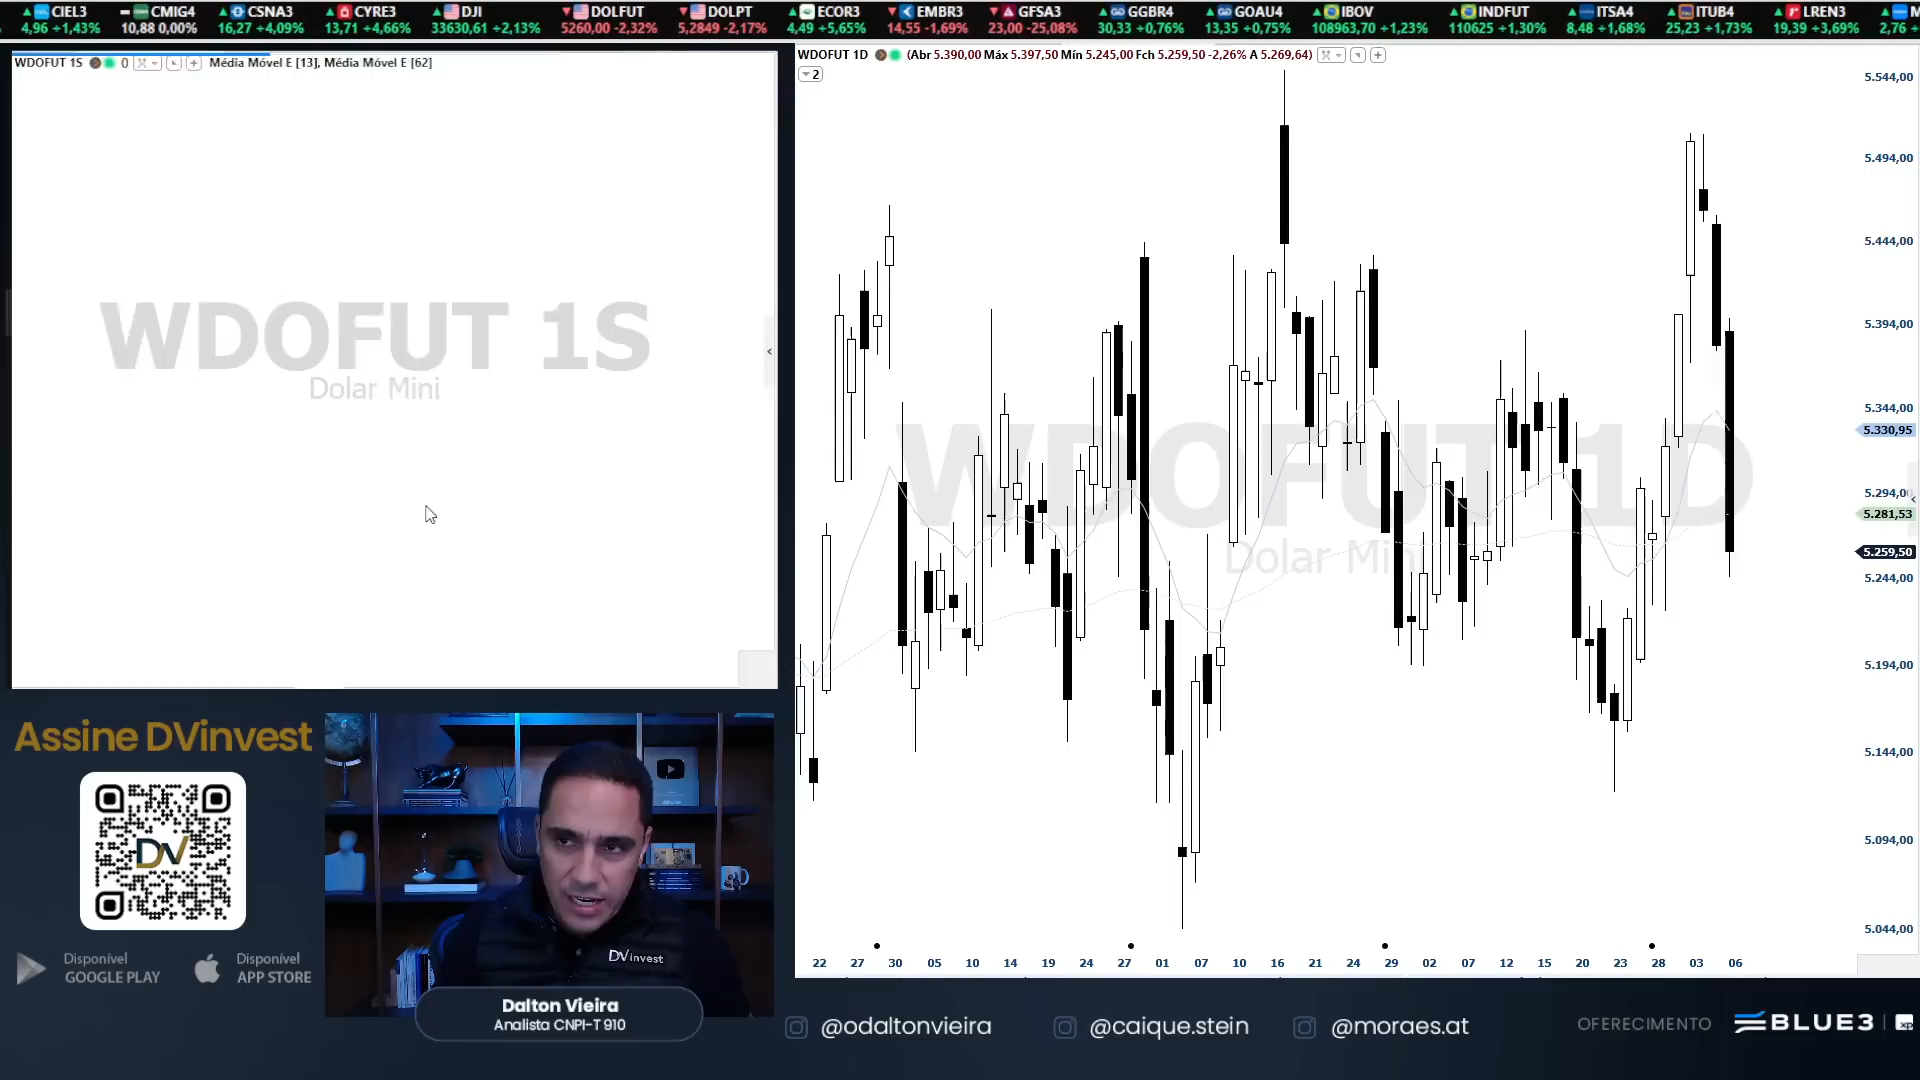 CIEL3 CMIG4 CSNA3 CYRE3 DJI DOLFUT DOLPT ECOR3 EMBR3 GFSA3 GGBR4 GOAU4 IBOV INDFUT ITSA4 ITUB4 LREN3
4,96 +1,43% 10,88 0,00% 16,27 +4,09% 13,71 +4,66% 33630,61 +2,13% 5260,00 -2,32% 5,2849 -2,17% 4,49 +5,65% 14,55 -1,69% 23,00 -25,08% 30,33 +0,76% 13,35 +0,75% 108963,70 +1,23% 110625 +1,30% 8,48 +1,68% 25,23 +1,73% 19,39 +3,69% 2,76 +
WDOFUT 1S 0 Média Móvel E [13], Média Móvel E [62]
WDOFUT 1S
Dolar Mini
WDOFUT 1D (Abr 5.390,00 Máx 5.397,50 Mín 5.245,00 Fch 5.259,50 -2,26% A 5.269,64)
2
WDOFUT 1D
Dolar Mini
5.544,00
5.494,00
5.444,00
5.394,00
5.344,00
5.330,95
5.294,00
5.281,53
5.259,50
5.244,00
5.194,00
5.144,00
5.094,00
5.044,00
22 27 30 05 10 14 19 24 27 01 07 10 16 21 24 29 02 07 12 15 20 23 28 03 06
Assine DVinvest
DV
Disponível
GOOGLE PLAY
Disponível
APP STORE
DVinvest
Dalton Vieira
Analista CNPI-T 910
@odaltonvieira @caique.stein @moraes.at
OFERECIMENTO BLUE3 xp